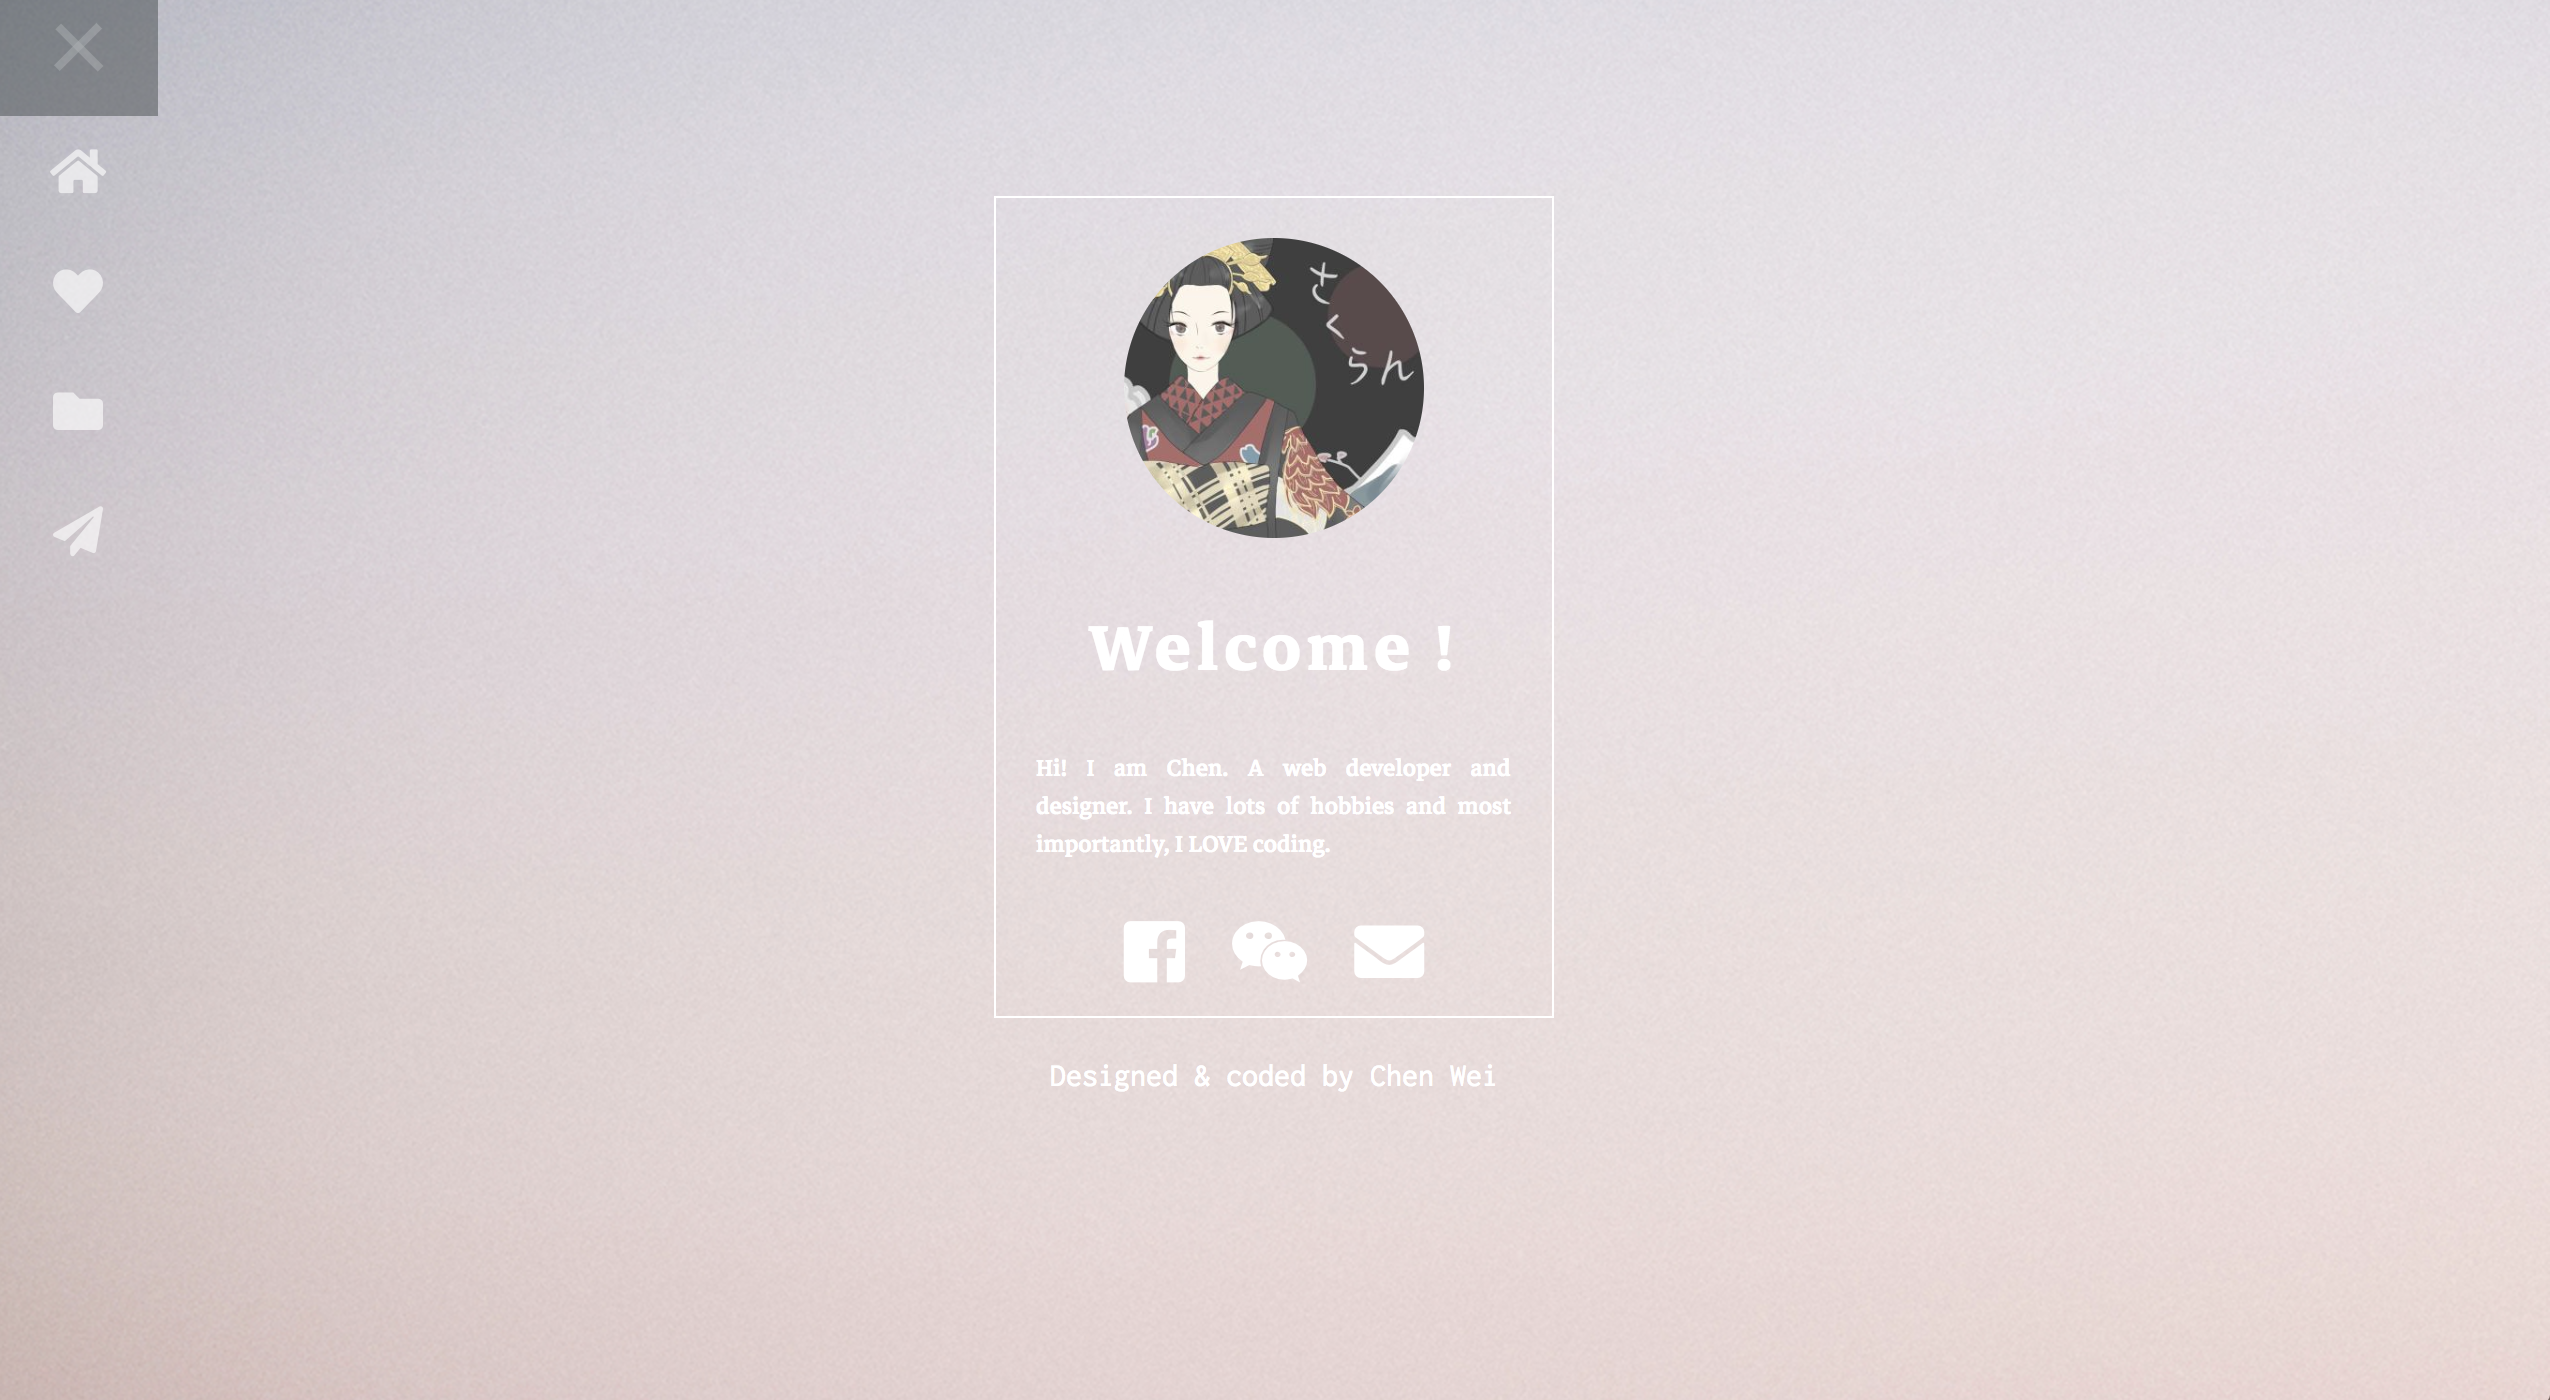 さ
く
らん
Welcome !
Hi! I am Chen. A web developer and
designer. I have lots of hobbies and most
importantly, I LOVE coding.
Designed & coded by Chen Wei